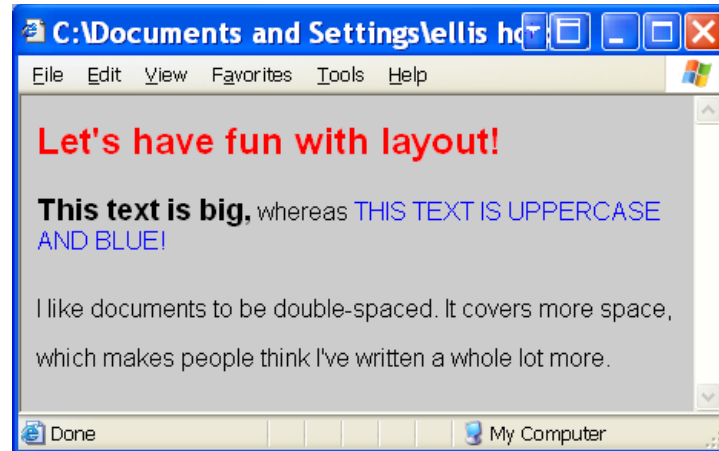 C:\Documents and Settings\ellis ho
File Edit View Favorites Tools Help
Let's have fun with layout!
This text is big, whereas THIS TEXT IS UPPERCASE
AND BLUE!
I like documents to be double-spaced. It covers more space,
which makes people think I've written a whole lot more.
Done My Computer